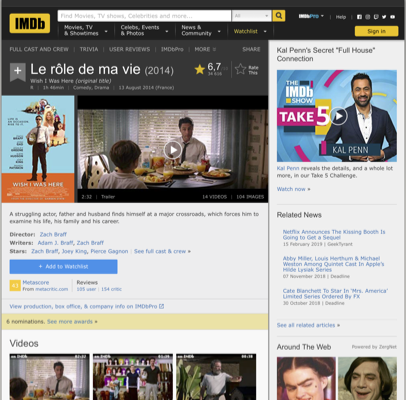 IMDb
Find Movies, TV shows, Celebrities and more...
All
IMDbPro
Help
Movies, TV & Showtimes
Celebs, Events & Photos
News & Community
Watchlist
Sign in
FULL CAST AND CREW | TRIVIA | USER REVIEWS | IMDbPro | MORE
SHARE
Le rôle de ma vie (2014)
Wish I Was Here (original title)
R | 1h 46min | Comedy, Drama | 13 August 2014 (France)
6,7
Rate This
WISH I WAS HERE
2:32 | Trailer
14 VIDEOS | 104 IMAGES
A struggling actor, father and husband finds himself at a major crossroads, which forces him to
examine his life, his family and his career.
Director: Zach Braff
Writers: Adam J. Braff, Zach Braff
Stars: Zach Braff, Joey King, Pierce Gagnon | See full cast & crew »
+ Add to Watchlist
Metascore
From metacritic.com
Reviews
105 user | 154 critic
View production, box office, & company info on IMDbPro
6 nominations. See more awards »
Videos
Kal Penn's Secret "Full House"
Connection
THE IMDb SHOW
TAKE 5
KAL PENN
Kal Penn reveals the details, and a whole lot
more, in our Take 5 Challenge.
Watch now »
Related News
Netflix Announces The Kissing Booth Is
Going to Get a Sequel
15 February 2019 | GeekTyrant
Abby Miller, Louis Herthum & Michael
Weston Among Quintet Cast In Apple's
Hilde Lysiak Series
07 November 2018 | Deadline
Cate Blanchett To Star In 'Mrs. America'
Limited Series Ordered By FX
30 October 2018 | Deadline
See all related articles »
Around The Web
Powered by ZergNet